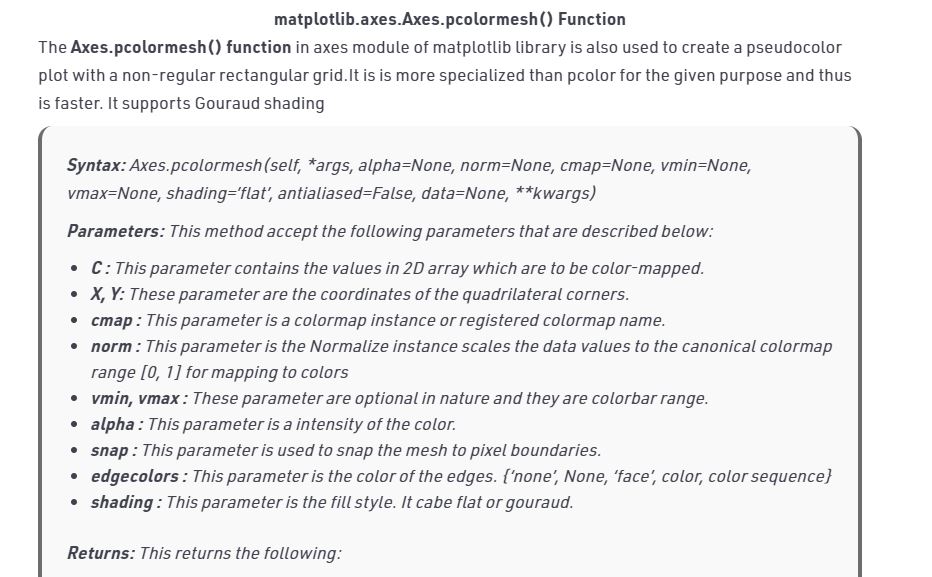 matplotlib.axes.Axes.pcolormesh() Function
The Axes.pcolormesh() function in axes module of matplotlib library is also used to create a pseudocolor
plot with a non-regular rectangular grid.It is is more specialized than pcolor for the given purpose and thus
is faster. It supports Gouraud shading
Syntax: Axes.pcolormesh(self, *args, alpha=None, norm=None, cmap=None, vmin=None,
vmax=None, shading=’flat’, antialiased=False, data=None, **kwargs)
Parameters: This method accept the following parameters that are described below:
• C : This parameter contains the values in 2D array which are to be color-mapped.
• X, Y: These parameter are the coordinates of the quadrilateral corners.
• cmap : This parameter is a colormap instance or registered colormap name.
• norm : This parameter is the Normalize instance scales the data values to the canonical colormap
range [0, 1] for mapping to colors
• vmin, vmax : These parameter are optional in nature and they are colorbar range.
• alpha : This parameter is a intensity of the color.
• snap : This parameter is used to snap the mesh to pixel boundaries.
• edgecolors : This parameter is the color of the edges. {‘none’, None, ‘face’, color, color sequence}
• shading : This parameter is the fill style. It cabe flat or gouraud.
Returns: This returns the following: